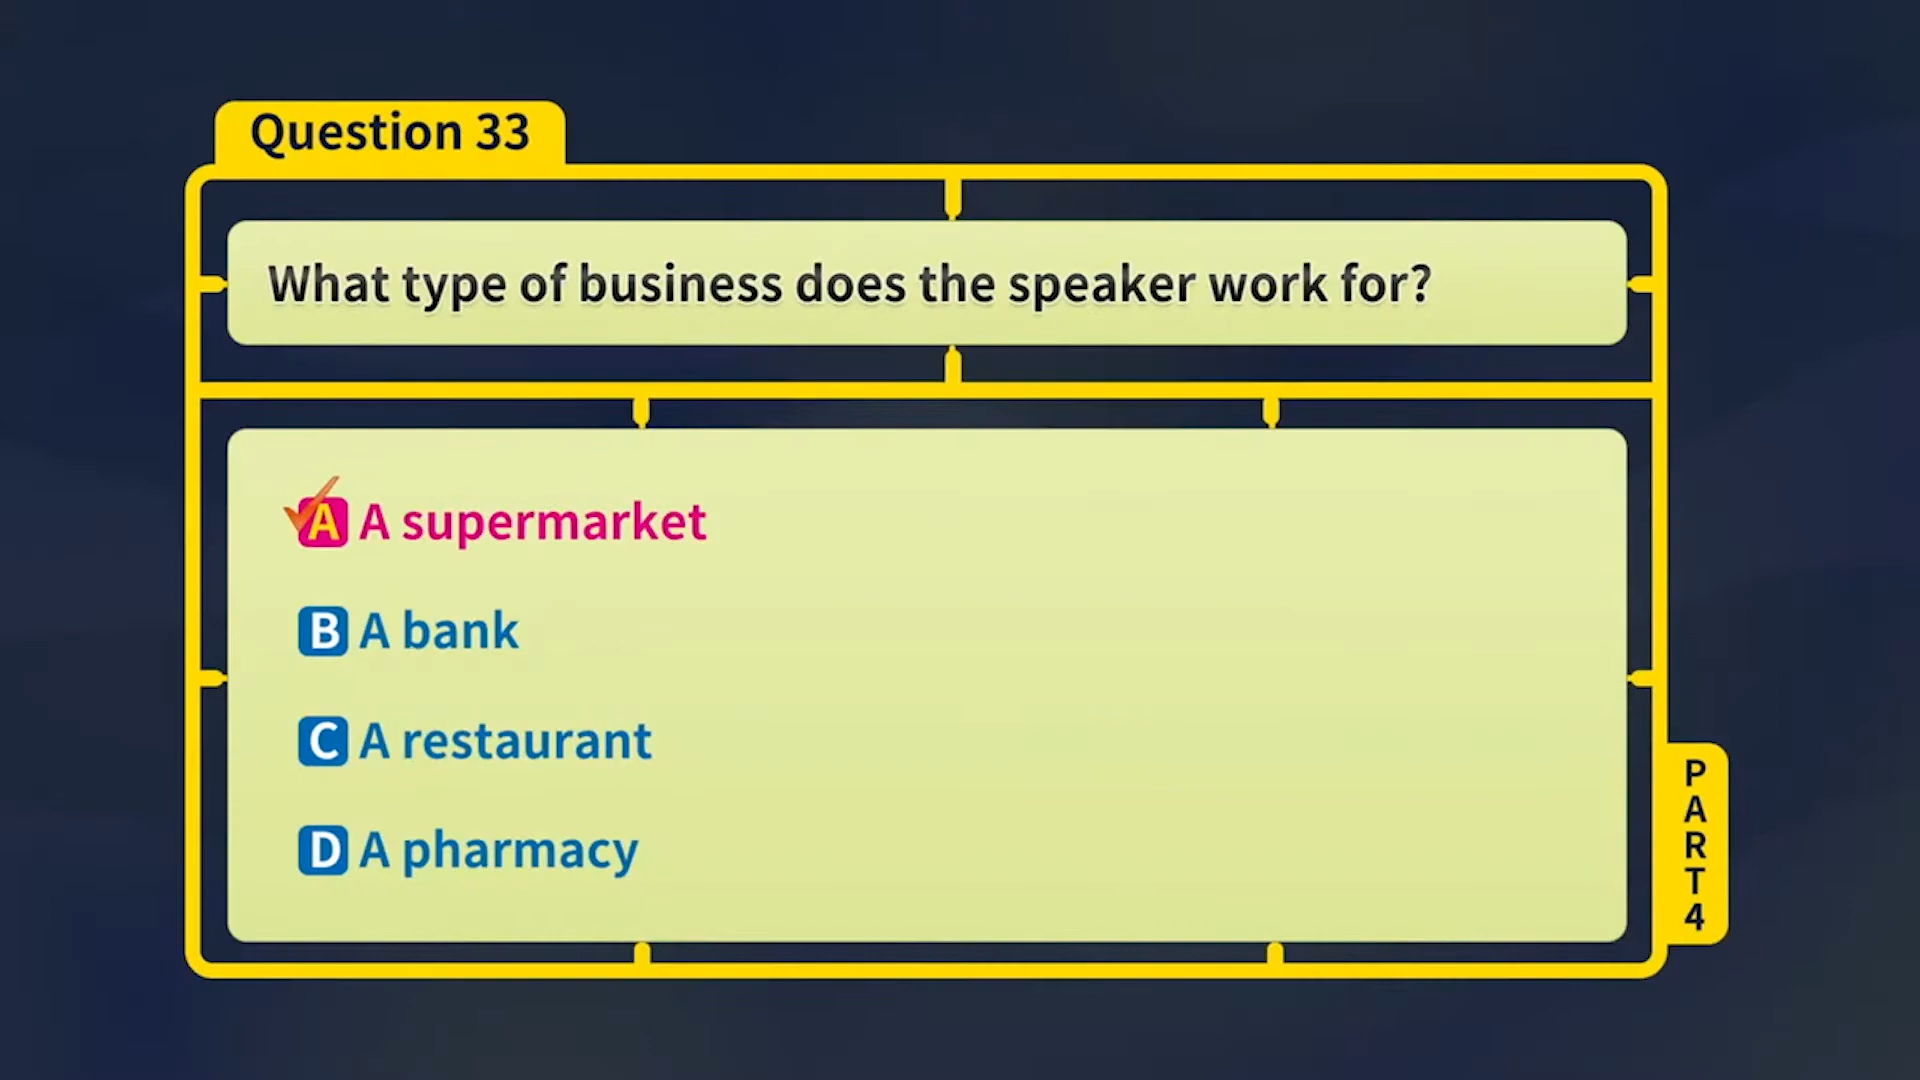 Question 33
What type of business does the speaker work for?
A A supermarket
B A bank
C A restaurant
D A pharmacy
PART4